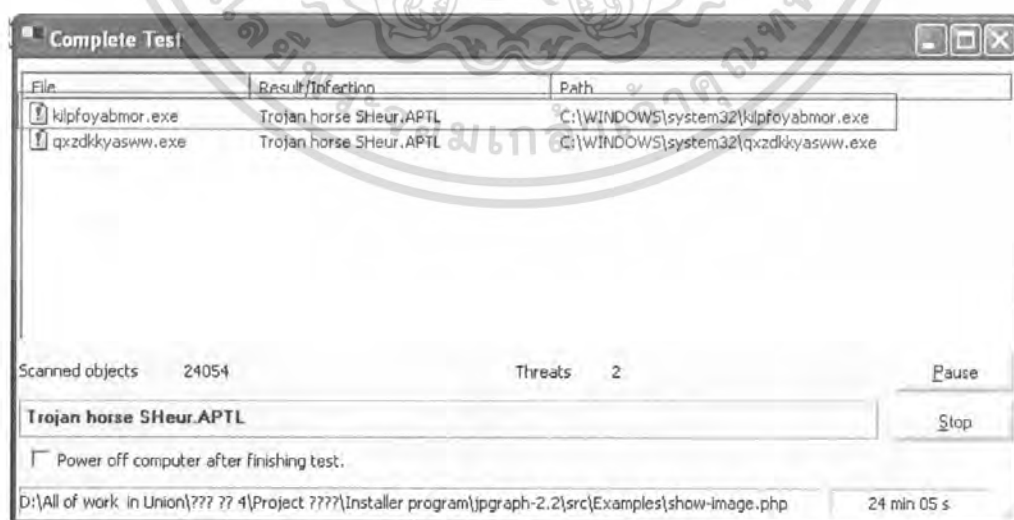 Complete Test
File Result/Infection Path
kilpfoyabmor.exe Trojan horse SHeur.APTL C:\WINDOWS\system32\kilpfoyabmor.exe
qxzdkkyasww.exe Trojan horse SHeur.APTL C:\WINDOWS\system32\qxzdkkyasww.exe
Scanned objects 24054 Threats 2 Pause
Trojan horse SHeur.APTL Stop
Power off computer after finishing test.
D:\All of work in Union\??? ?? 4\Project ????\Installer program\jpgraph-2.2\src\Examples\show-image.php 24 min 05 s